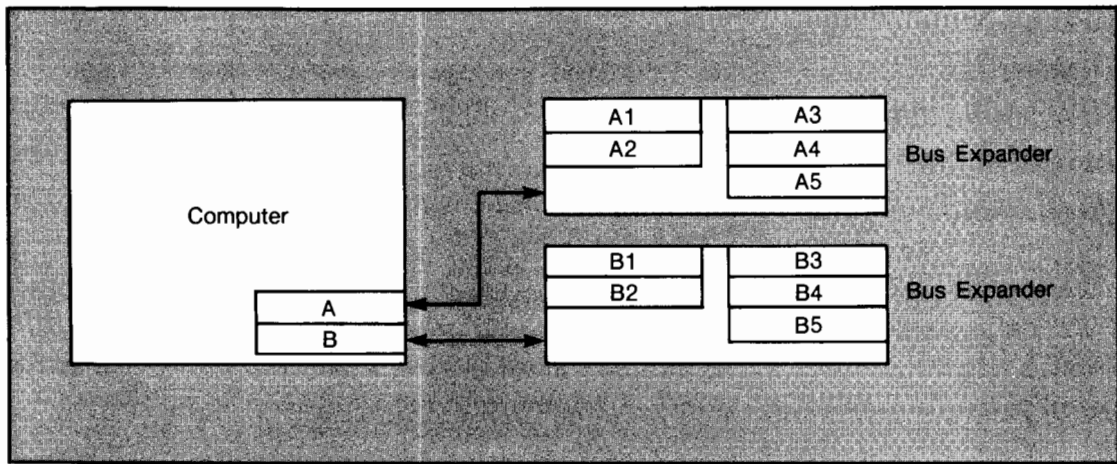 Computer
A
B
A1
A2
A3
A4
A5
Bus Expander
B1
B2
B3
B4
B5
Bus Expander